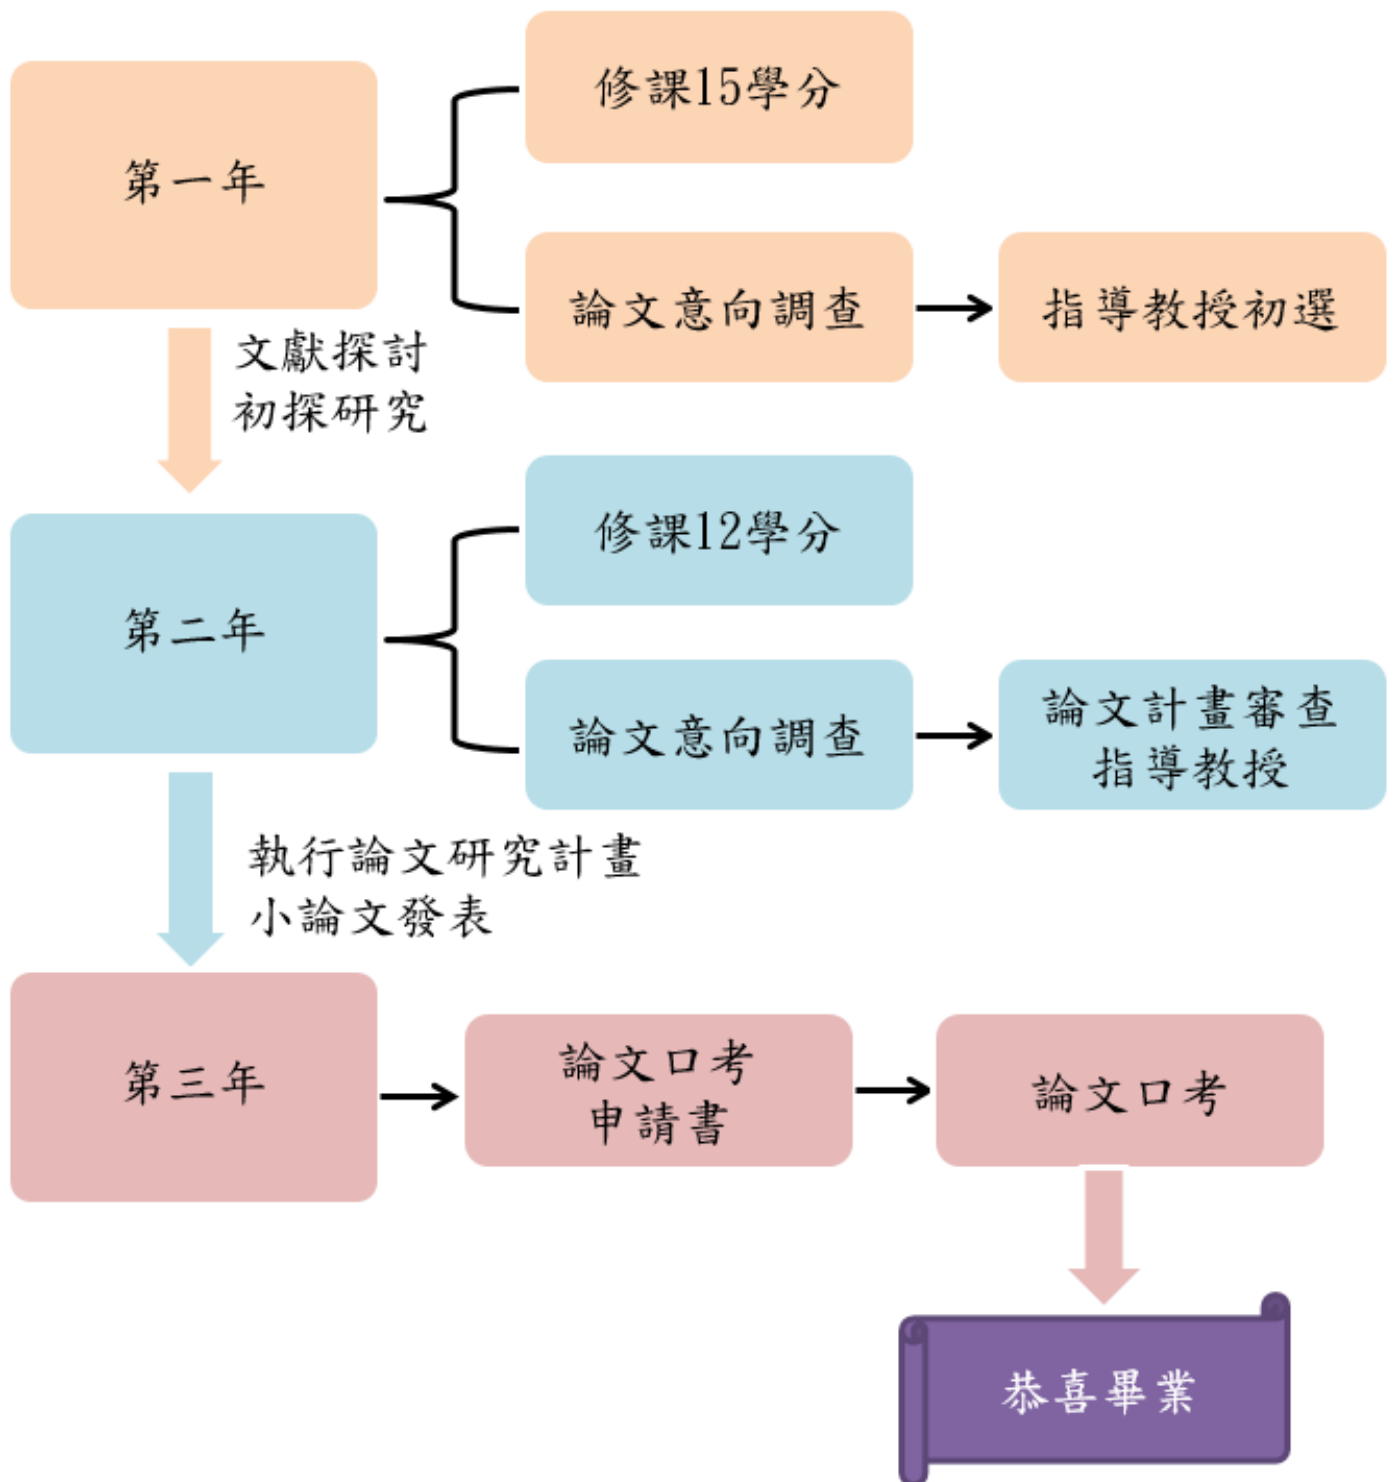 第一年
修課15學分
論文意向調查
指導教授初選
文獻探討
初探研究
第二年
修課12學分
論文意向調查
論文計畫審查
指導教授
執行論文研究計畫
小論文發表
第三年
論文口考
申請書
論文口考
恭喜畢業